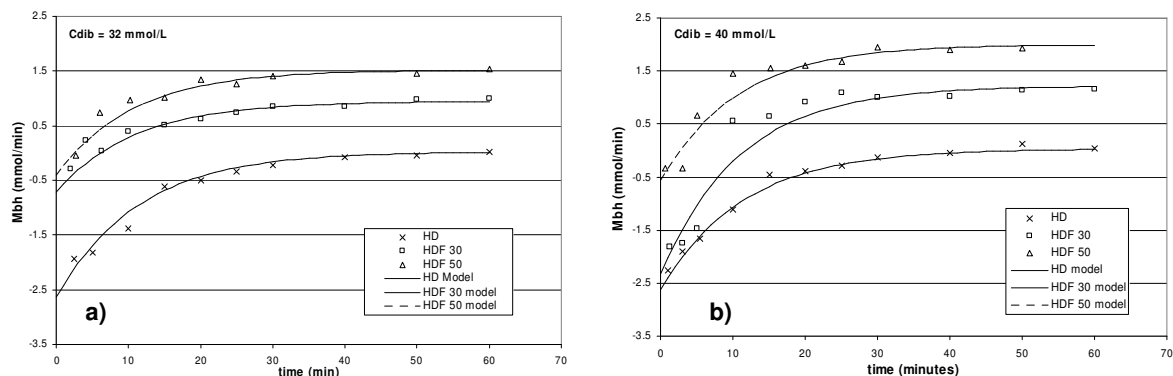 Cdib = 32 mmol/L
Mbh (mmol/min)
2.5
1.5
0.5
-0.5
-1.5
-2.5
-3.5
HD
HDF 30
HDF 50
HD Model
HDF 30 model
HDF 50 model
a)
0 10 20 30 40 50 60 70
time (min)
Cdib = 40 mmol/L
Mbh (mmol/min)
2.5
1.5
0.5
-0.5
-1.5
-2.5
-3.5
HD
HDF 30
HDF 50
HD model
HDF 30 model
HDF 50 model
b)
0 10 20 30 40 50 60 70
time (minutes)